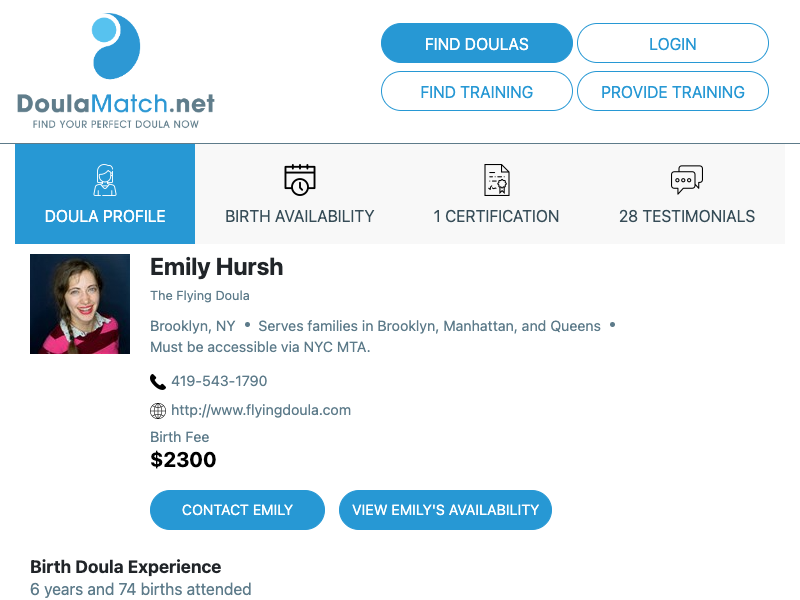 DoulaMatch.net
FIND YOUR PERFECT DOULA NOW
FIND DOULAS
LOGIN
FIND TRAINING
PROVIDE TRAINING
DOULA PROFILE
BIRTH AVAILABILITY
1 CERTIFICATION
28 TESTIMONIALS
Emily Hursh
The Flying Doula
Brooklyn, NY • Serves families in Brooklyn, Manhattan, and Queens •
Must be accessible via NYC MTA.
419-543-1790
http://www.flyingdoula.com
Birth Fee
$2300
CONTACT EMILY
VIEW EMILY'S AVAILABILITY
Birth Doula Experience
6 years and 74 births attended